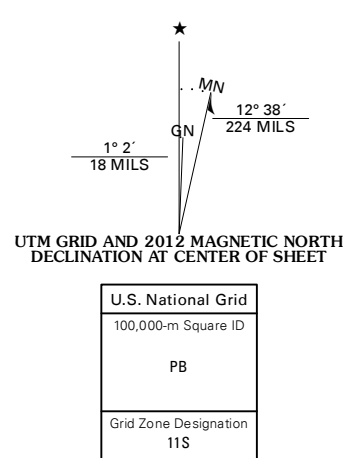 ★
MN
GN
12° 38´
224 MILS
1° 2´
18 MILS
UTM GRID AND 2012 MAGNETIC NORTH
DECLINATION AT CENTER OF SHEET
U.S. National Grid
100,000-m Square ID
PB
Grid Zone Designation
11S